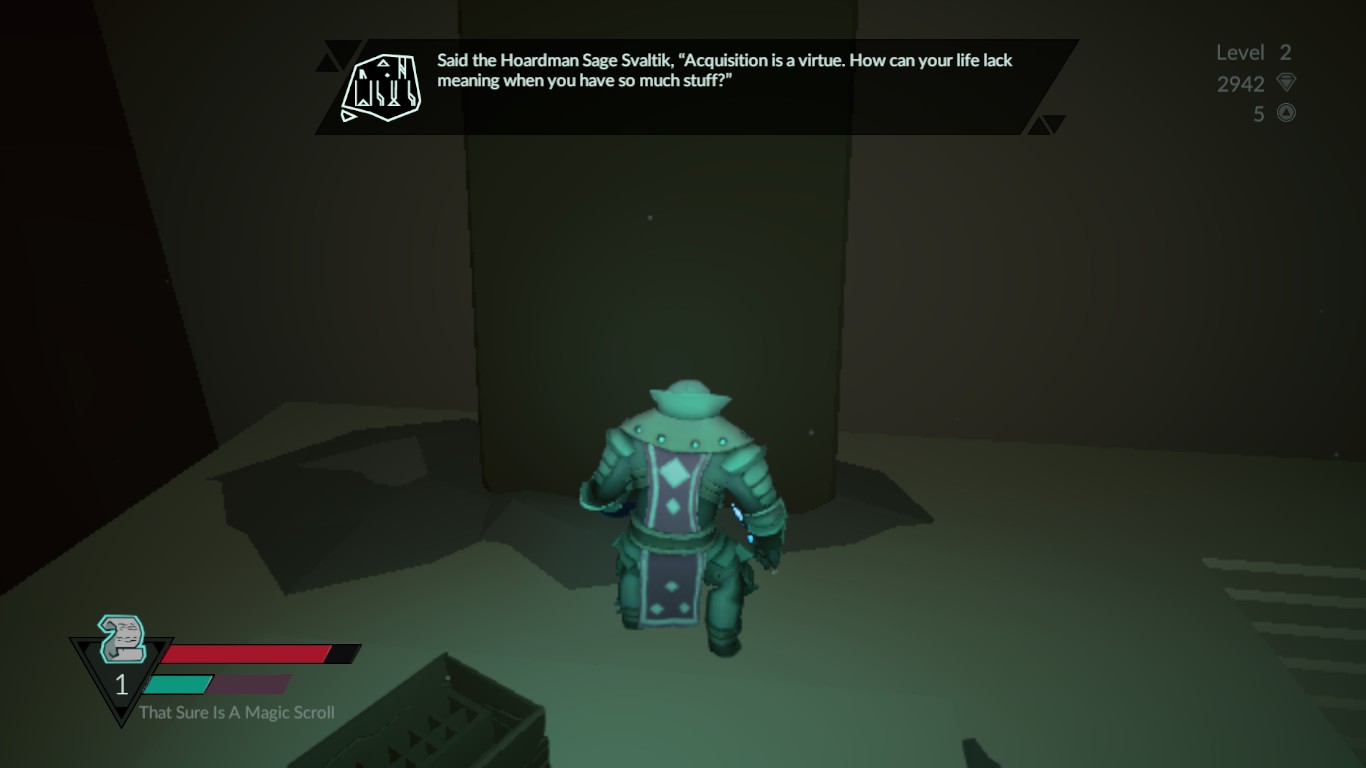 Said the Hoardman Sage Svaltik, “Acquisition is a virtue. How can your life lack
meaning when you have so much stuff?”
Level 2
2942
5
1
That Sure Is A Magic Scroll